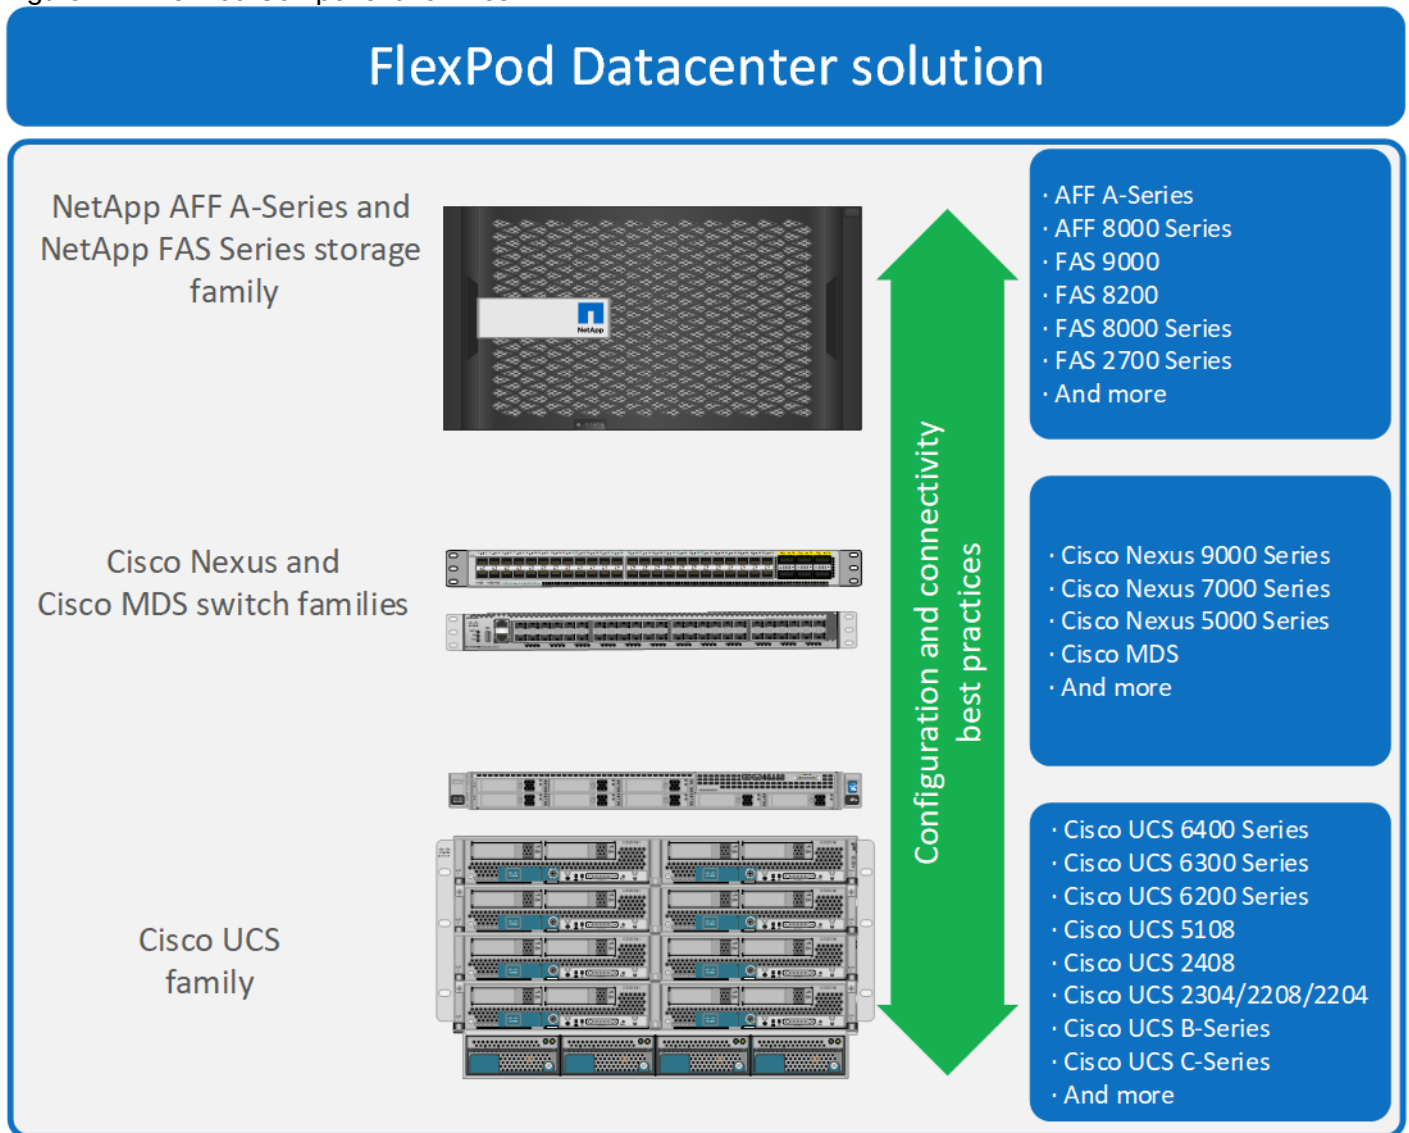 FlexPod Datacenter solution
NetApp AFF A-Series and
NetApp FAS Series storage
family
NetApp
· AFF A-Series
· AFF 8000 Series
· FAS 9000
· FAS 8200
· FAS 8000 Series
· FAS 2700 Series
· And more
Configuration and connectivity
best practices
Cisco Nexus and
Cisco MDS switch families
· Cisco Nexus 9000 Series
· Cisco Nexus 7000 Series
· Cisco Nexus 5000 Series
· Cisco MDS
· And more
Cisco UCS
family
· Cisco UCS 6400 Series
· Cisco UCS 6300 Series
· Cisco UCS 6200 Series
· Cisco UCS 5108
· Cisco UCS 2408
· Cisco UCS 2304/2208/2204
· Cisco UCS B-Series
· Cisco UCS C-Series
· And more